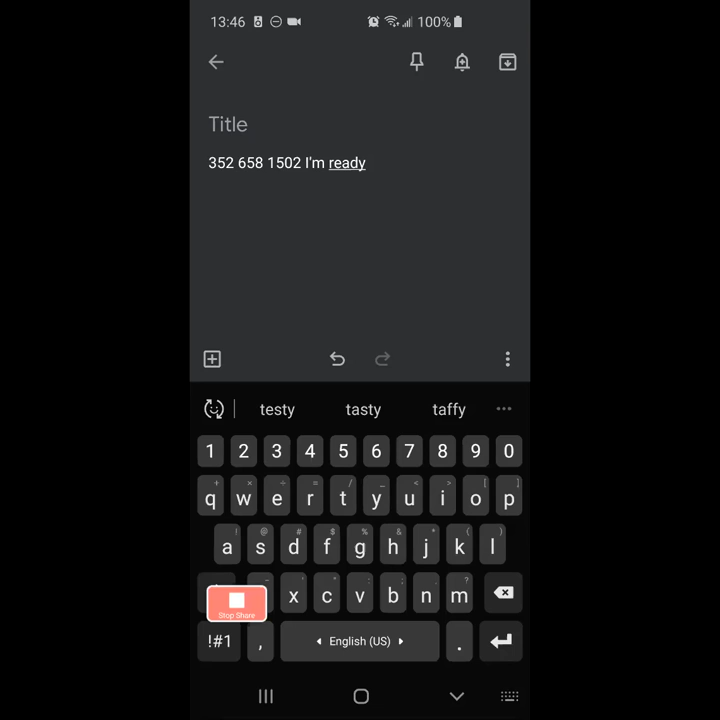 13:46 100%
Title
352 658 1502 I'm ready
testy tasty taffy
1 2 3 4 5 6 7 8 9 0
+ × ÷ = / _ < > [ ]
q w e r t y u i o p
! @ # $ % & * ( )
a s d f g h j k l
- ' " : ; , ?
x c v b n m
Stop Share
!#1 , English (US) .